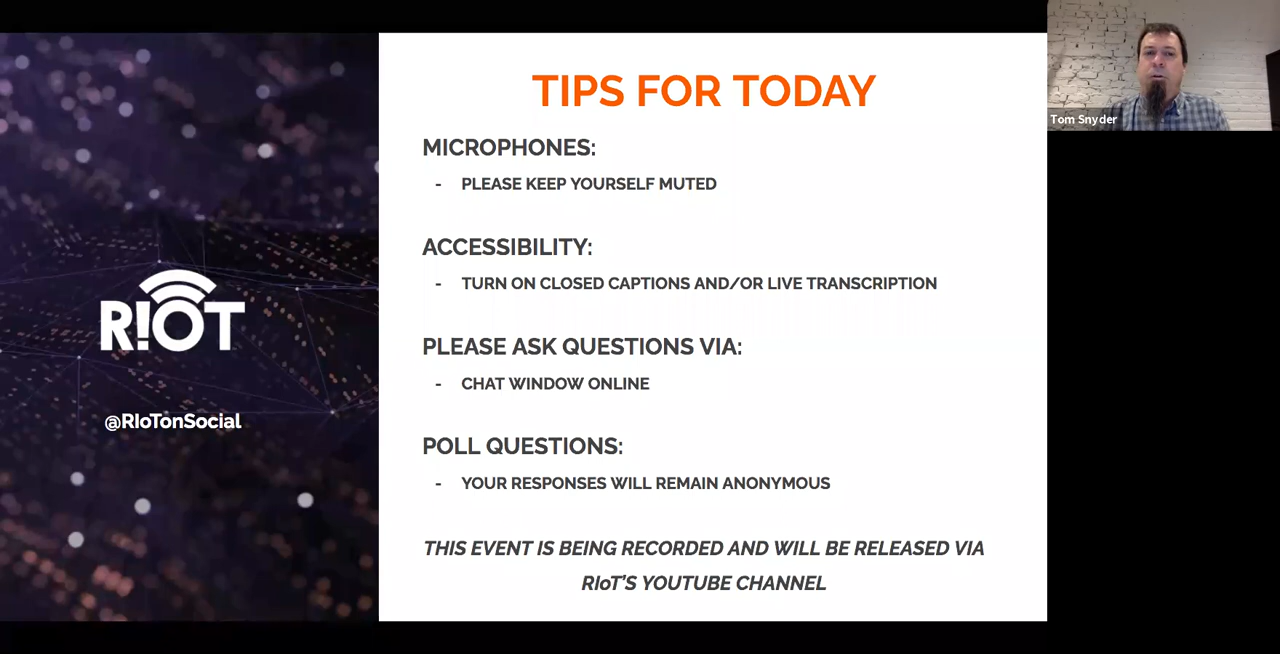 TIPS FOR TODAY
MICROPHONES:
- PLEASE KEEP YOURSELF MUTED
ACCESSIBILITY:
- TURN ON CLOSED CAPTIONS AND/OR LIVE TRANSCRIPTION
PLEASE ASK QUESTIONS VIA:
- CHAT WINDOW ONLINE
POLL QUESTIONS:
- YOUR RESPONSES WILL REMAIN ANONYMOUS
THIS EVENT IS BEING RECORDED AND WILL BE RELEASED VIA
RIoT'S YOUTUBE CHANNEL
R!OT
@RIoTonSocial
Tom Snyder